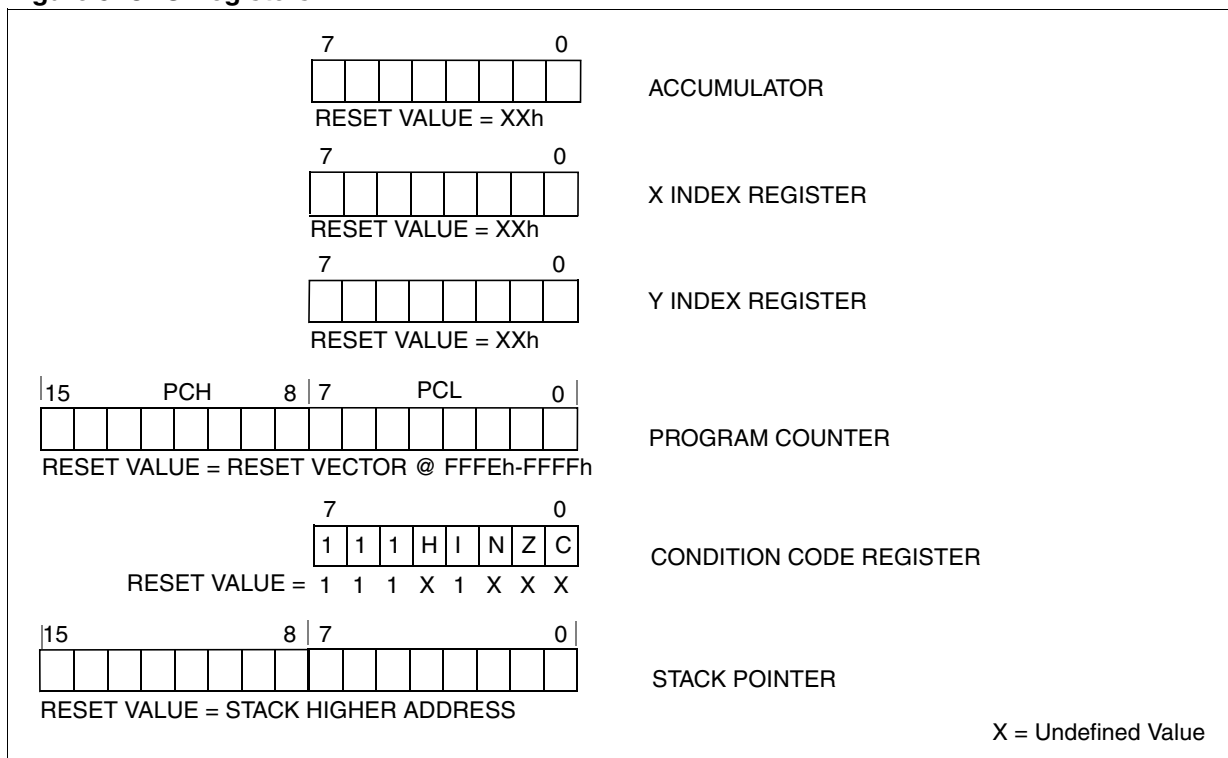 7 0
ACCUMULATOR
RESET VALUE = XXh
7 0
X INDEX REGISTER
RESET VALUE = XXh
7 0
Y INDEX REGISTER
RESET VALUE = XXh
15 PCH 8 7 PCL 0
PROGRAM COUNTER
RESET VALUE = RESET VECTOR @ FFFEh-FFFFh
7 0
1 1 1 H I N Z C
CONDITION CODE REGISTER
RESET VALUE = 1 1 1 X 1 X X X
15 8 7 0
STACK POINTER
RESET VALUE = STACK HIGHER ADDRESS
X = Undefined Value